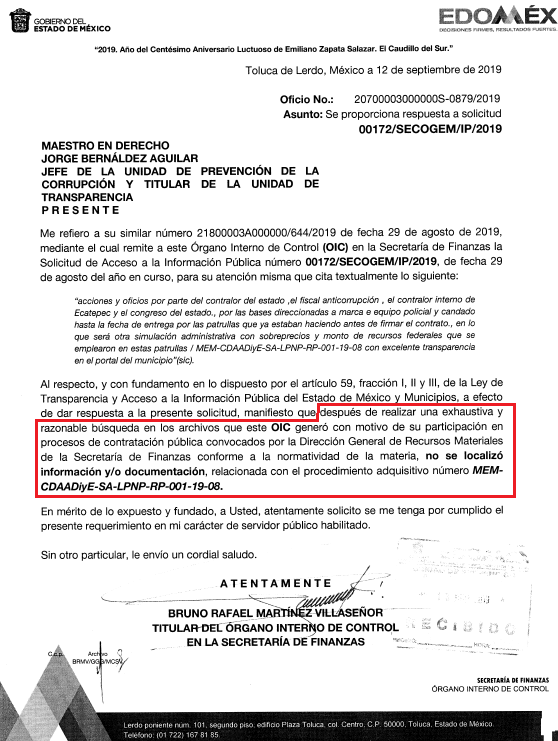 GOBIERNO DEL
ESTADO DE MÉXICO
EDOMÉX
DECISIONES FIRMES, RESULTADOS FUERTES.
"2019. Año del Centésimo Aniversario Luctuoso de Emiliano Zapata Salazar. El Caudillo del Sur."
Toluca de Lerdo, México a 12 de septiembre de 2019
Oficio No.: 20700003000000S-0879/2019
Asunto: Se proporciona respuesta a solicitud
00172/SECOGEM/IP/2019
MAESTRO EN DERECHO
JORGE BERNÁLDEZ AGUILAR
JEFE DE LA UNIDAD DE PREVENCIÓN DE LA
CORRUPCIÓN Y TITULAR DE LA UNIDAD DE
TRANSPARENCIA
P R E S E N T E
Me refiero a su similar número 21800003A000000/644/2019 de fecha 29 de agosto de 2019,
mediante el cual remite a este Órgano Interno de Control (OIC) en la Secretaría de Finanzas la
Solicitud de Acceso a la Información Pública número 00172/SECOGEM/IP/2019, de fecha 29
de agosto del año en curso, para su atención misma que cita textualmente lo siguiente:
"acciones y oficios por parte del contralor del estado ,el fiscal anticorrupción , el contralor interno de
Ecatepec y el congreso del estado., por las bases direccionadas a marca e equipo policial y candado
hasta la fecha de entrega por las patrullas que ya estaban haciendo antes de firmar el contrato., en lo
que será otra simulación administrativa con sobreprecios y monto de recursos federales que se
emplearon en estas patrullas / MEM-CDAADiyE-SA-LPNP-RP-001-19-08 con excelente transparencia
en el portal del municipio"(sic).
Al respecto, y con fundamento en lo dispuesto por el artículo 59, fracción I, II y III, de la Ley de
Transparencia y Acceso a la Información Pública del Estado de México y Municipios, a efecto
de dar respuesta a la presente solicitud, manifiesto que después de realizar una exhaustiva y
razonable búsqueda en los archivos que este OIC generó con motivo de su participación en
procesos de contratación pública convocados por la Dirección General de Recursos Materiales
de la Secretaría de Finanzas conforme a la normatividad de la materia, no se localizó
información y/o documentación, relacionada con el procedimiento adquisitivo número MEM-
CDAADiyE-SA-LPNP-RP-001-19-08.
En mérito de lo expuesto y fundado, a Usted, atentamente solicito se me tenga por cumplido el
presente requerimiento en mi carácter de servidor público habilitado.
Sin otro particular, le envío un cordial saludo.
A T E N T A M E N T E
BRUNO RAFAEL MARTÍNEZ VILLASEÑOR
TITULAR DEL ÓRGANO INTERNO DE CONTROL
EN LA SECRETARÍA DE FINANZAS
RECIBIDO
C.c.p. Archivo
BRMV/GGB/MCSV
SECRETARÍA DE FINANZAS
ÓRGANO INTERNO DE CONTROL
Lerdo poniente núm. 101, segundo piso, edificio Plaza Toluca, col. Centro, C.P. 50000, Toluca, Estado de México.
Teléfono: (01 722) 167 81 85.